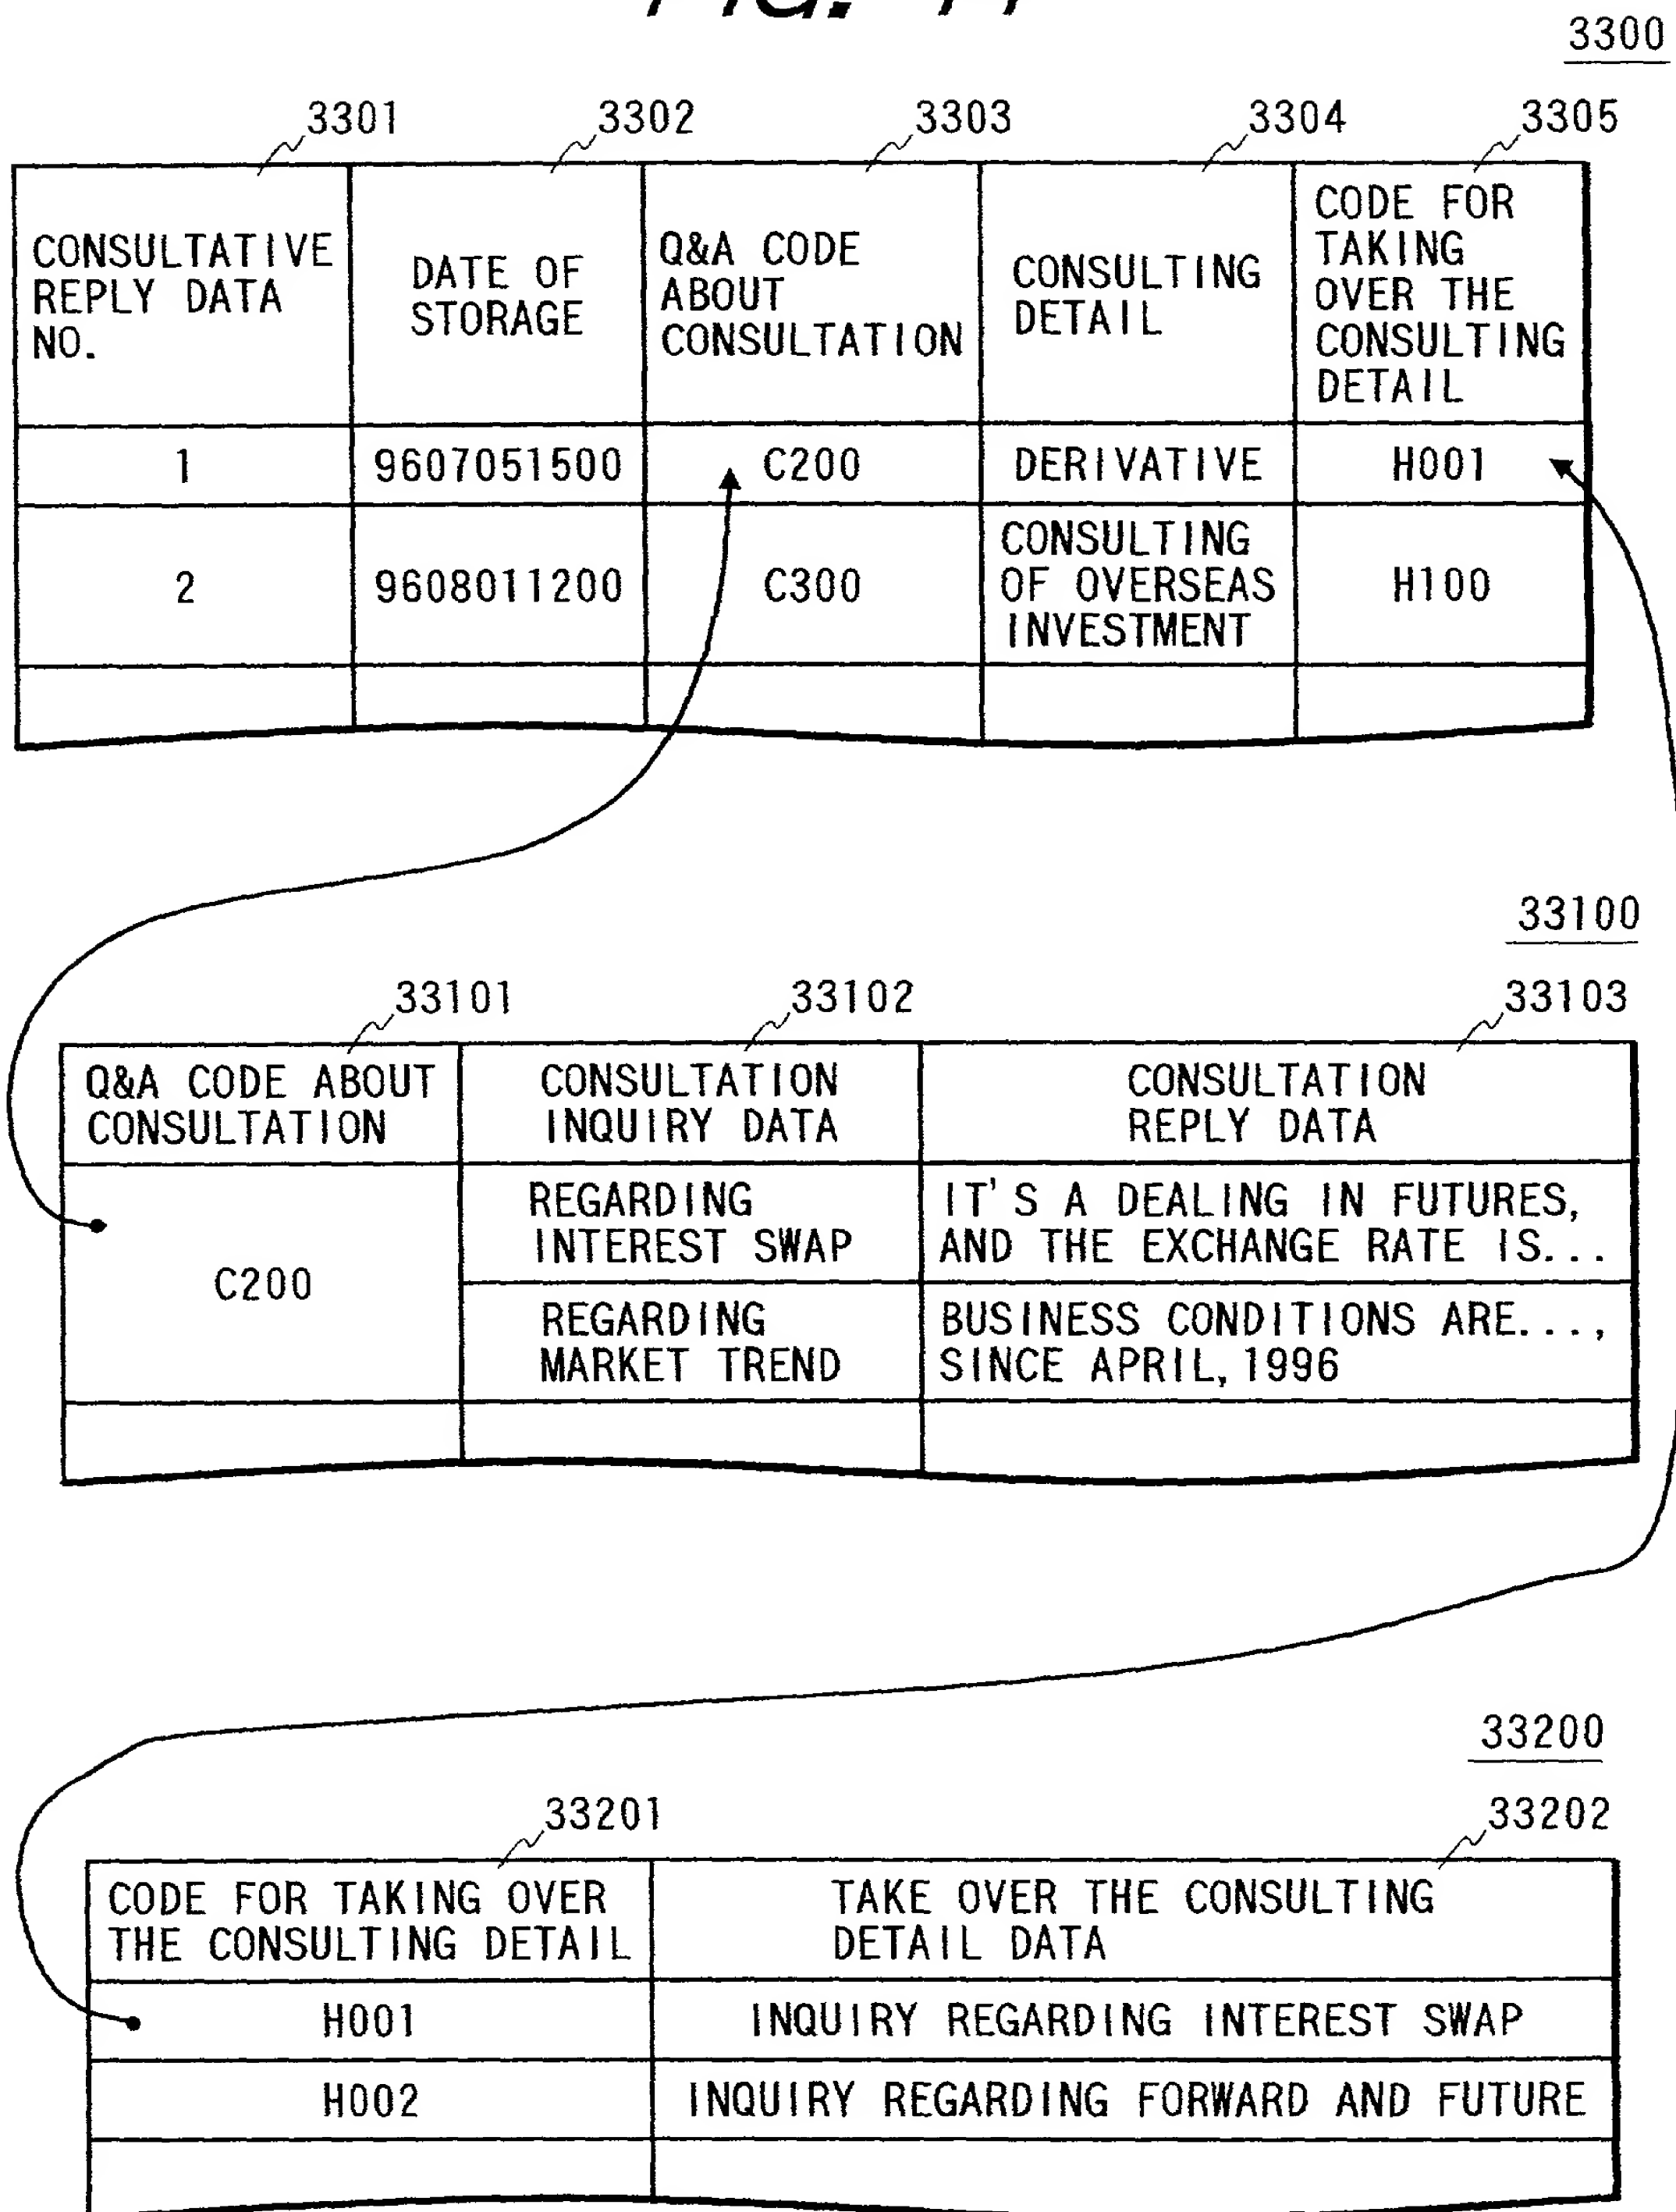 3300
3301 3302 3303 3304 3305
CONSULTATIVE
REPLY DATA
NO.
DATE OF
STORAGE
Q&A CODE
ABOUT
CONSULTATION
CONSULTING
DETAIL
CODE FOR
TAKING
OVER THE
CONSULTING
DETAIL
1 9607051500 C200 DERIVATIVE H001
2 9608011200 C300
CONSULTING
OF OVERSEAS
INVESTMENT
H100
33100
33101 33102 33103
Q&A CODE ABOUT
CONSULTATION
CONSULTATION
INQUIRY DATA
CONSULTATION
REPLY DATA
C200
REGARDING
INTEREST SWAP
IT'S A DEALING IN FUTURES,
AND THE EXCHANGE RATE IS...
REGARDING
MARKET TREND
BUSINESS CONDITIONS ARE...,
SINCE APRIL, 1996
33200
33201 33202
CODE FOR TAKING OVER
THE CONSULTING DETAIL
TAKE OVER THE CONSULTING
DETAIL DATA
H001 INQUIRY REGARDING INTEREST SWAP
H002 INQUIRY REGARDING FORWARD AND FUTURE